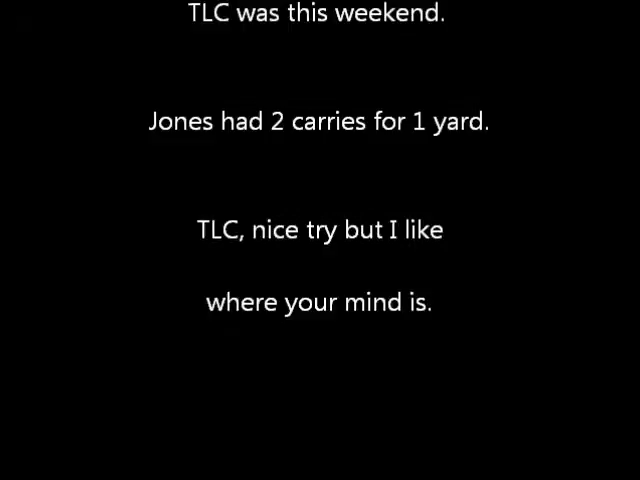 TLC was this weekend.
Jones had 2 carries for 1 yard.
TLC, nice try but I like
where your mind is.